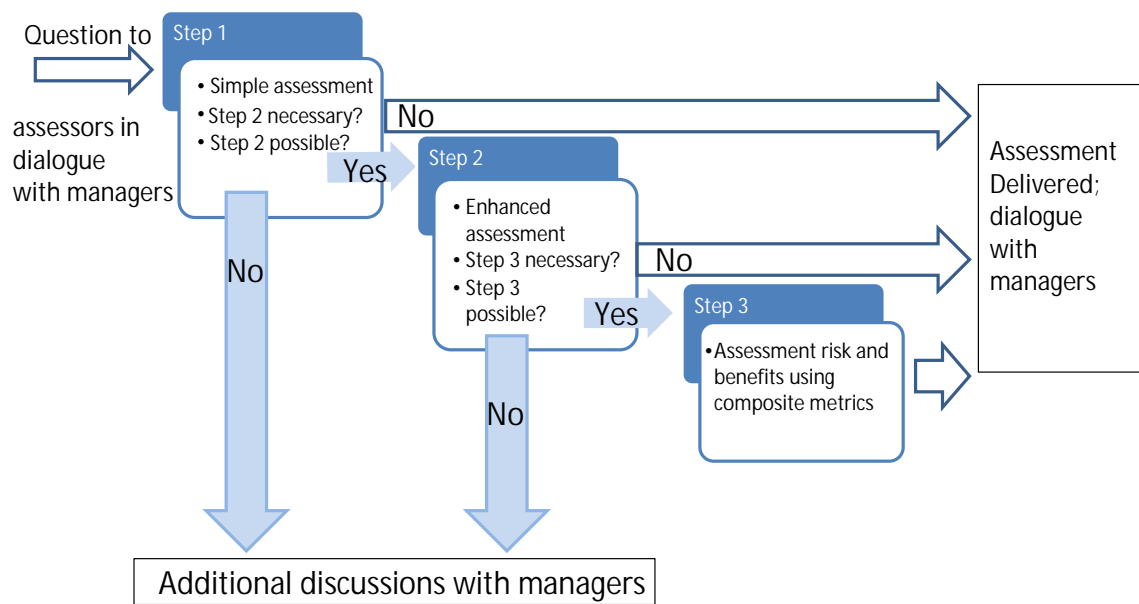 Question to
assessors in
dialogue
with managers
Step 1
• Simple assessment
• Step 2 necessary?
• Step 2 possible?
No
Yes
No
Step 2
• Enhanced
assessment
• Step 3 necessary?
• Step 3
possible?
No
Yes
No
Step 3
•Assessment risk and
benefits using
composite metrics
Assessment
Delivered;
dialogue
with
managers
Additional discussions with managers